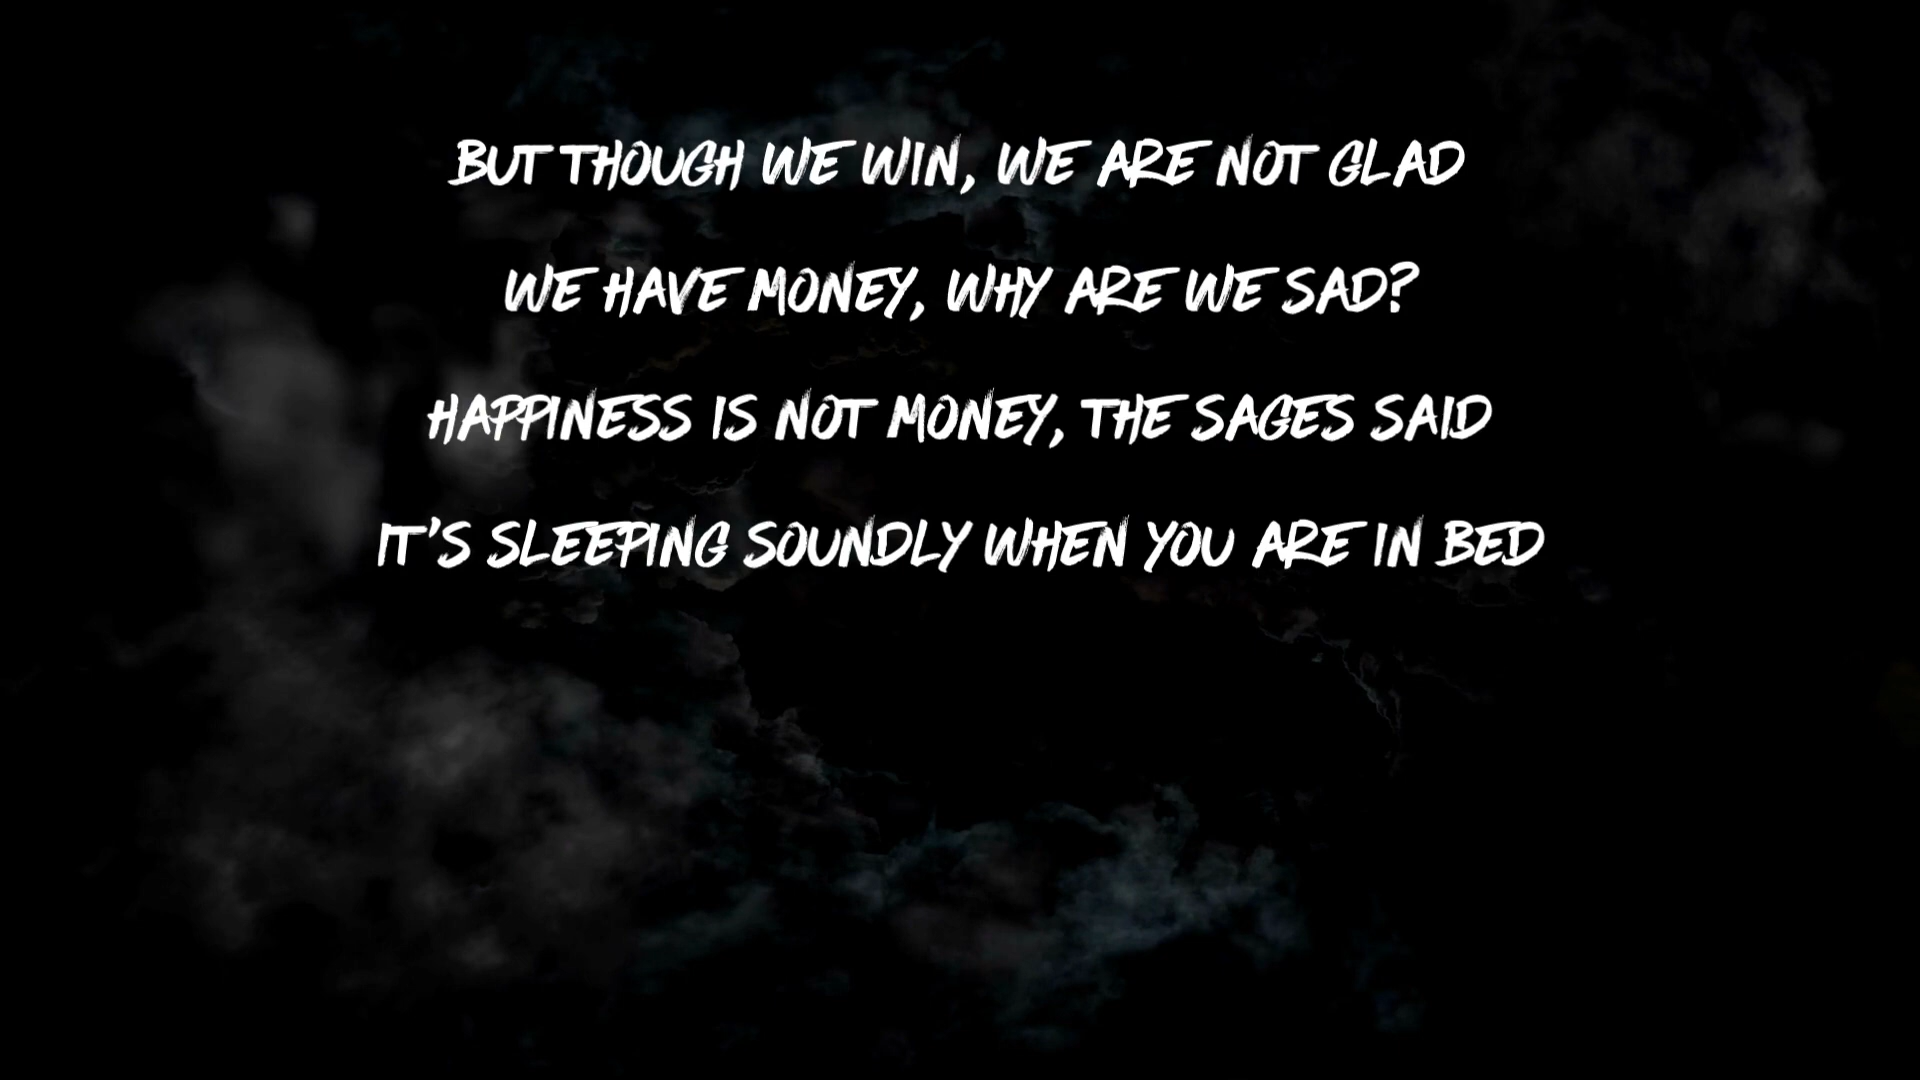 BUT THOUGH WE WIN, WE ARE NOT GLAD
WE HAVE MONEY, WHY ARE WE SAD?
HAPPINESS IS NOT MONEY, THE SAGES SAID
IT'S SLEEPING SOUNDLY WHEN YOU ARE IN BED